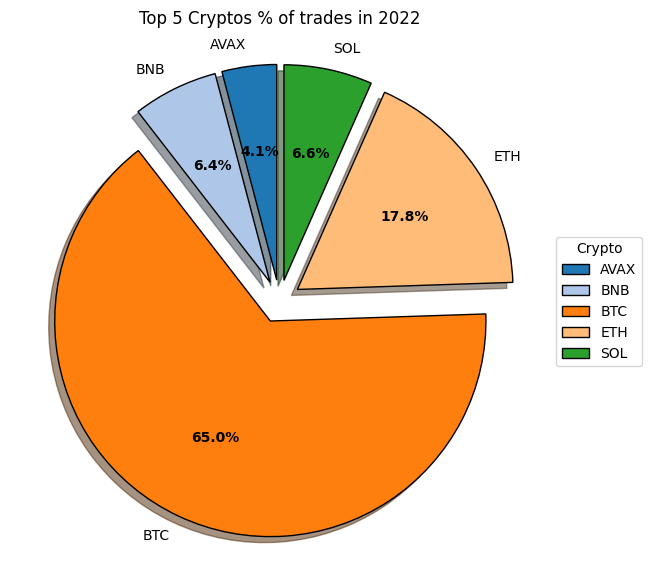 Top 5 Cryptos % of trades in 2022
AVAX
SOL
BNB
ETH
4.1%
6.6%
6.4%
17.8%
65.0%
BTC
Crypto
AVAX
BNB
BTC
ETH
SOL